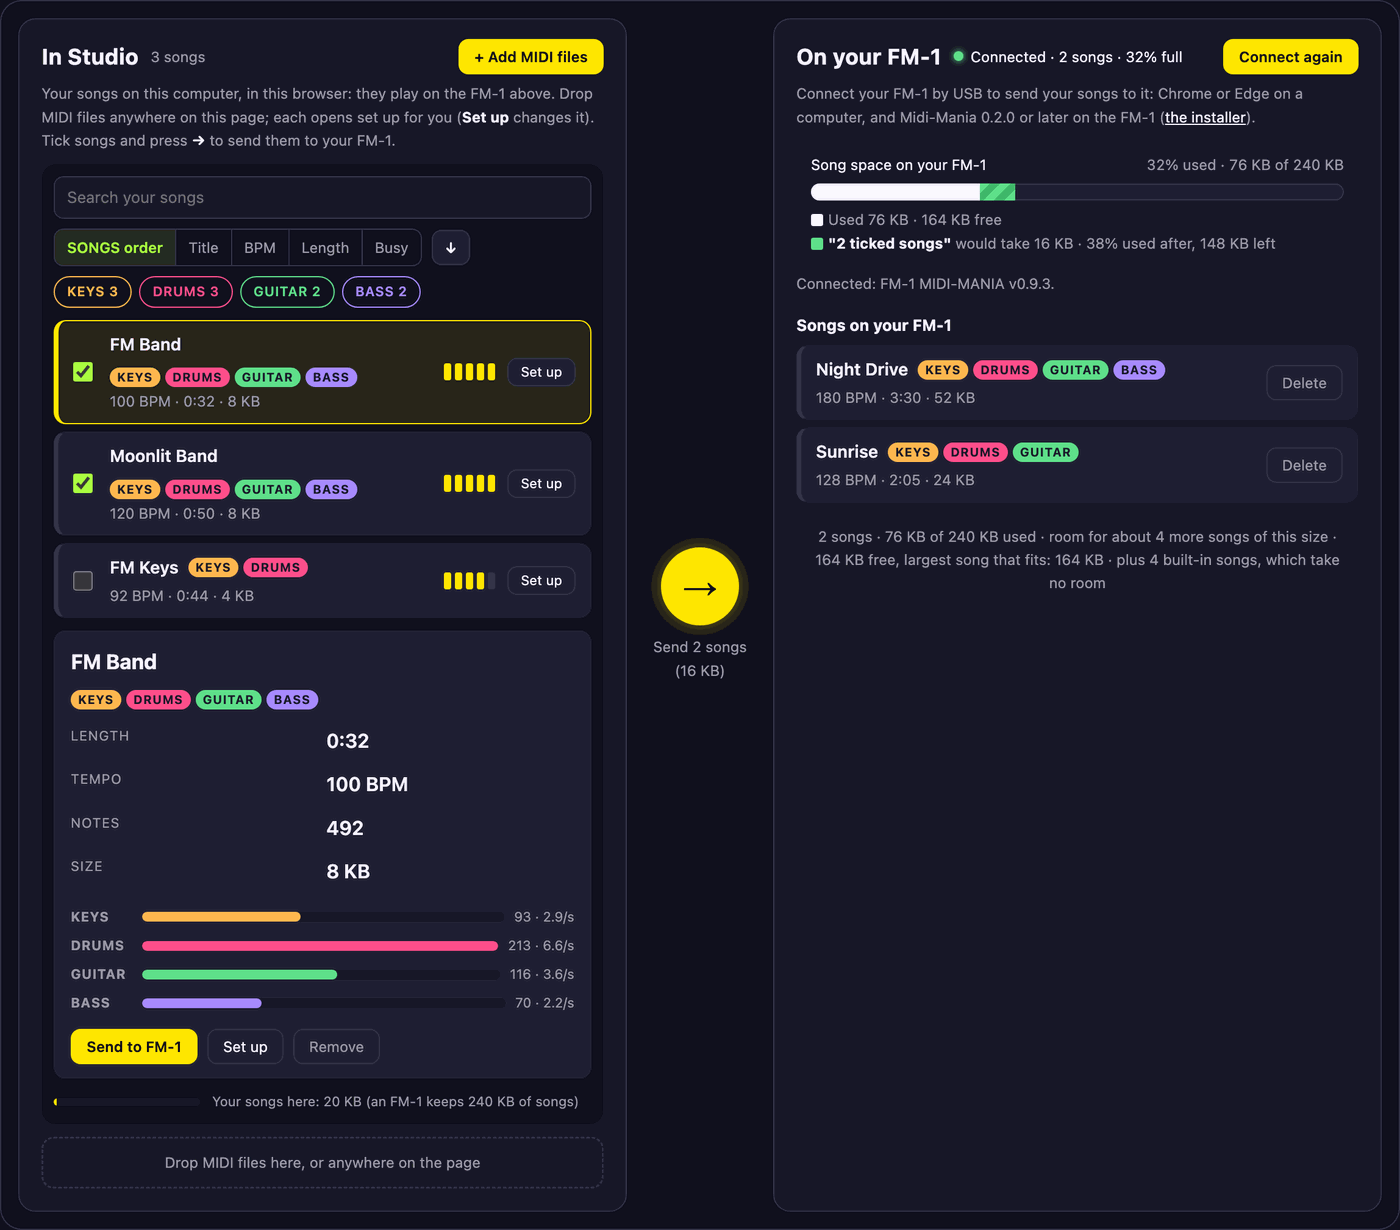 In Studio 3 songs
+ Add MIDI files
Your songs on this computer, in this browser: they play on the FM-1 above. Drop
MIDI files anywhere on this page; each opens set up for you (Set up changes it).
Tick songs and press → to send them to your FM-1.
Search your songs
SONGS order Title BPM Length Busy ↓
KEYS 3 DRUMS 3 GUITAR 2 BASS 2
FM Band
KEYS DRUMS GUITAR BASS
100 BPM · 0:32 · 8 KB
Set up
Moonlit Band
KEYS DRUMS GUITAR BASS
120 BPM · 0:50 · 8 KB
Set up
FM Keys KEYS DRUMS
92 BPM · 0:44 · 4 KB
Set up
FM Band
KEYS DRUMS GUITAR BASS
LENGTH 0:32
TEMPO 100 BPM
NOTES 492
SIZE 8 KB
KEYS 93 · 2.9/s
DRUMS 213 · 6.6/s
GUITAR 116 · 3.6/s
BASS 70 · 2.2/s
Send to FM-1 Set up Remove
Your songs here: 20 KB (an FM-1 keeps 240 KB of songs)
Drop MIDI files here, or anywhere on the page
→
Send 2 songs
(16 KB)
On your FM-1 Connected · 2 songs · 32% full
Connect again
Connect your FM-1 by USB to send your songs to it: Chrome or Edge on a
computer, and Midi-Mania 0.2.0 or later on the FM-1 (the installer).
Song space on your FM-1 32% used · 76 KB of 240 KB
Used 76 KB · 164 KB free
"2 ticked songs" would take 16 KB · 38% used after, 148 KB left
Connected: FM-1 MIDI-MANIA v0.9.3.
Songs on your FM-1
Night Drive KEYS DRUMS GUITAR BASS
180 BPM · 3:30 · 52 KB
Delete
Sunrise KEYS DRUMS GUITAR
128 BPM · 2:05 · 24 KB
Delete
2 songs · 76 KB of 240 KB used · room for about 4 more songs of this size ·
164 KB free, largest song that fits: 164 KB · plus 4 built-in songs, which take
no room